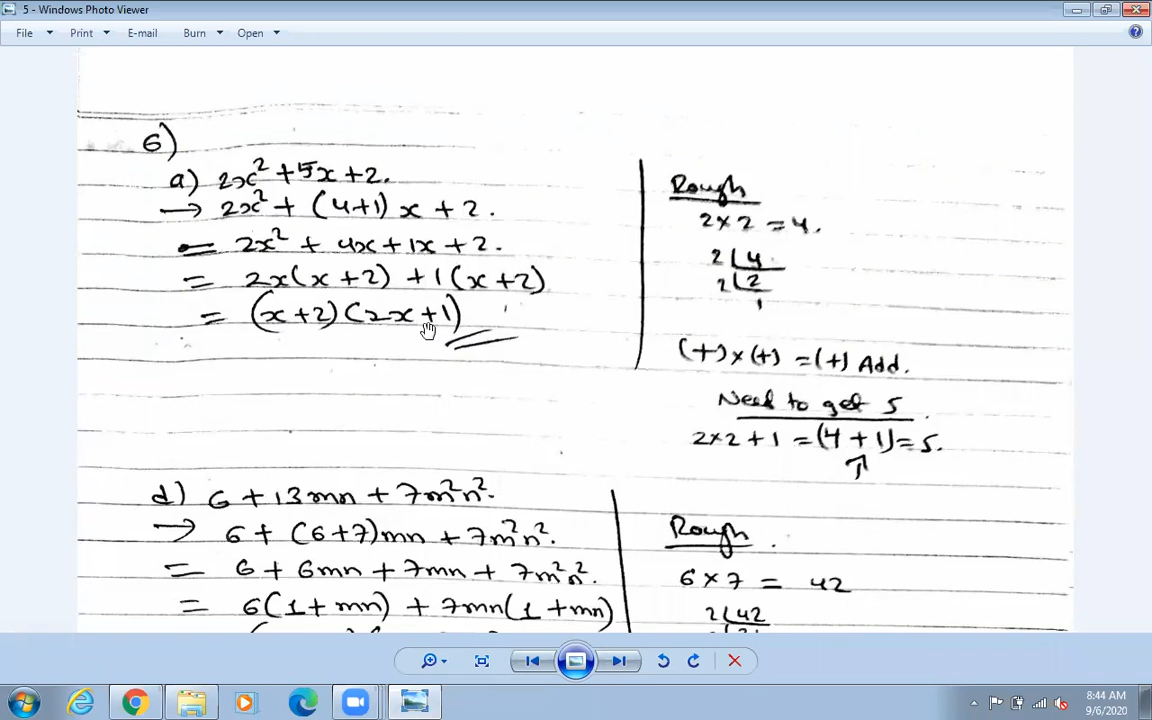 5 - Windows Photo Viewer
File Print E-mail Burn Open
6)
a) 2x² + 5x + 2.
→ 2x² + (4+1) x + 2.
= 2x² + 4x + 1x + 2.
= 2x(x + 2) + 1(x + 2)
= (x + 2)(2x + 1)
Rough
2 × 2 = 4.
2 4
2 2
1
(+) × (+) = (+) Add.
Need to get 5
2×2 + 1 = (4 + 1) = 5.
d) 6 + 13mn + 7m²n².
→ 6 + (6+7)mn + 7m²n².
= 6 + 6mn + 7mn + 7m²n².
= 6(1 + mn) + 7mn(1 + mn)
Rough
6 × 7 = 42
2 42
8:44 AM
9/6/2020